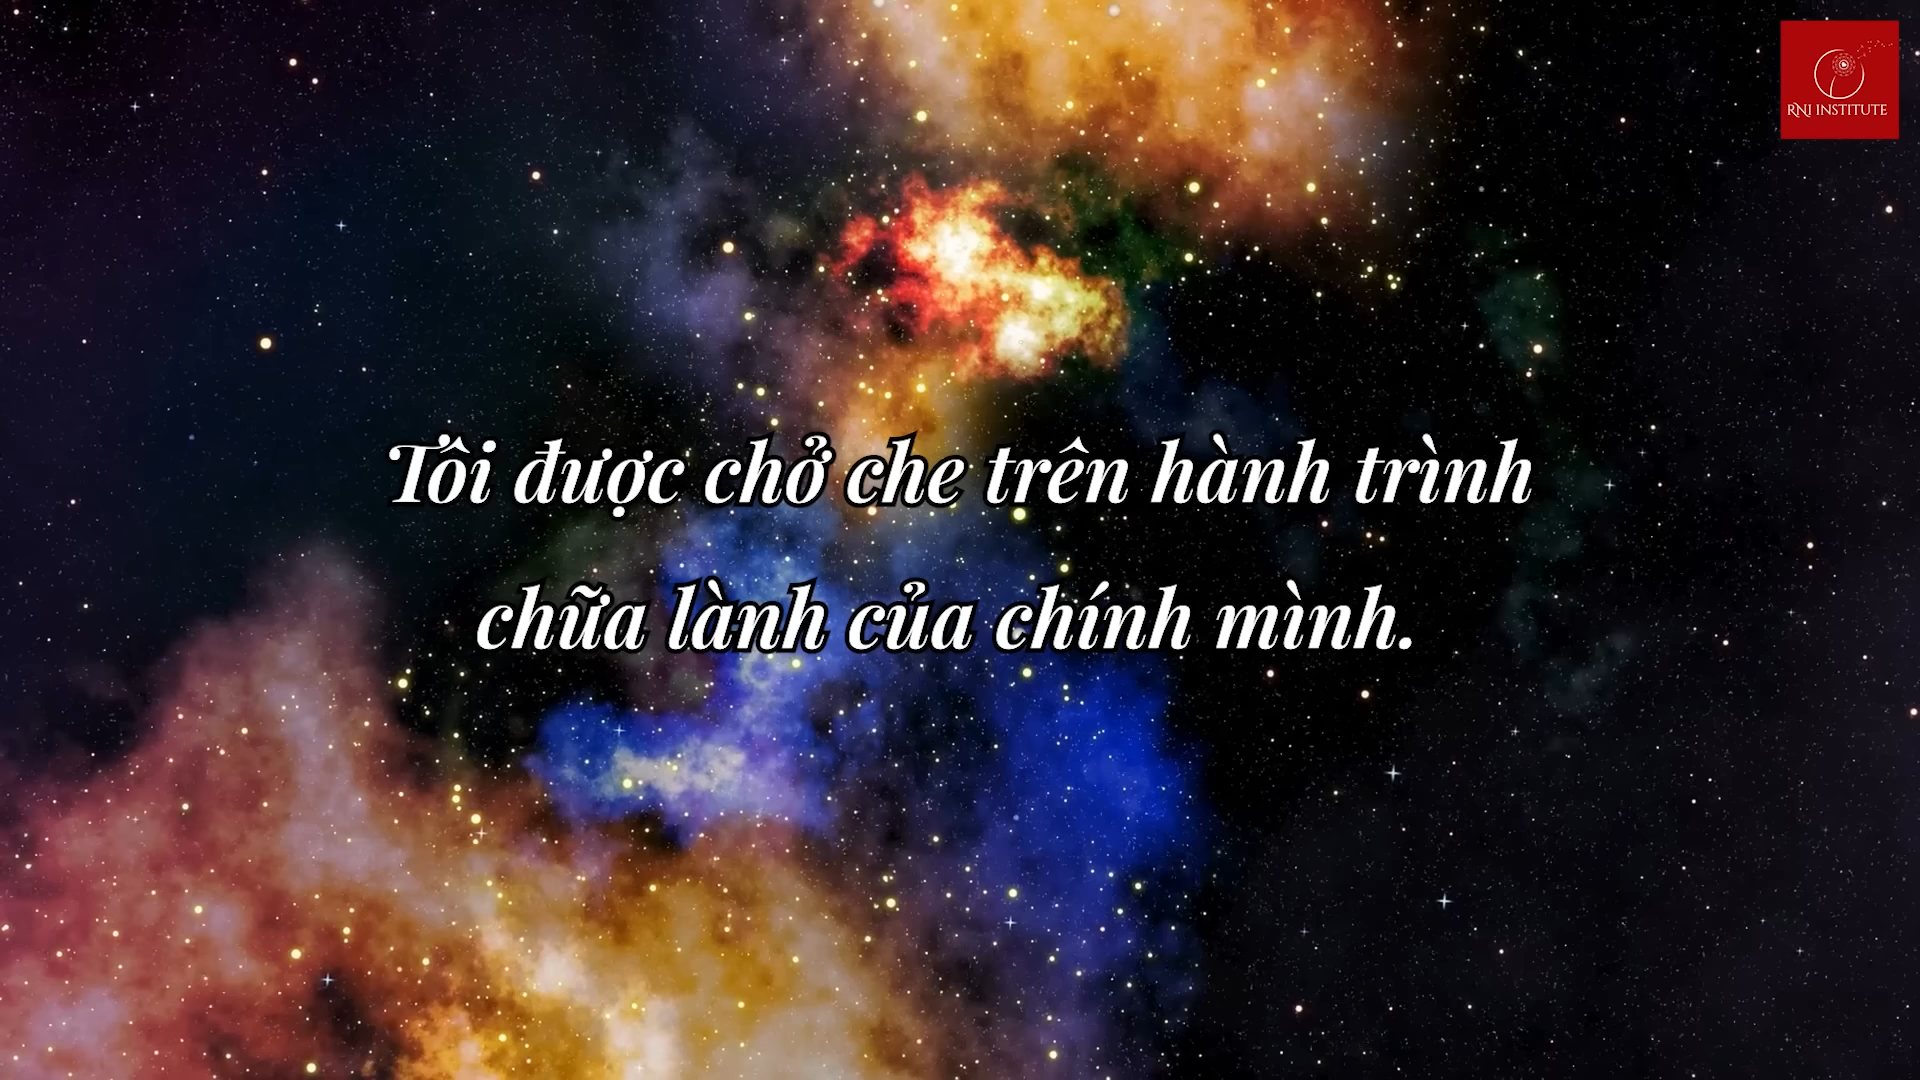 RNI INSTITUTE
Tôi được chở che trên hành trình
chữa lành của chính mình.